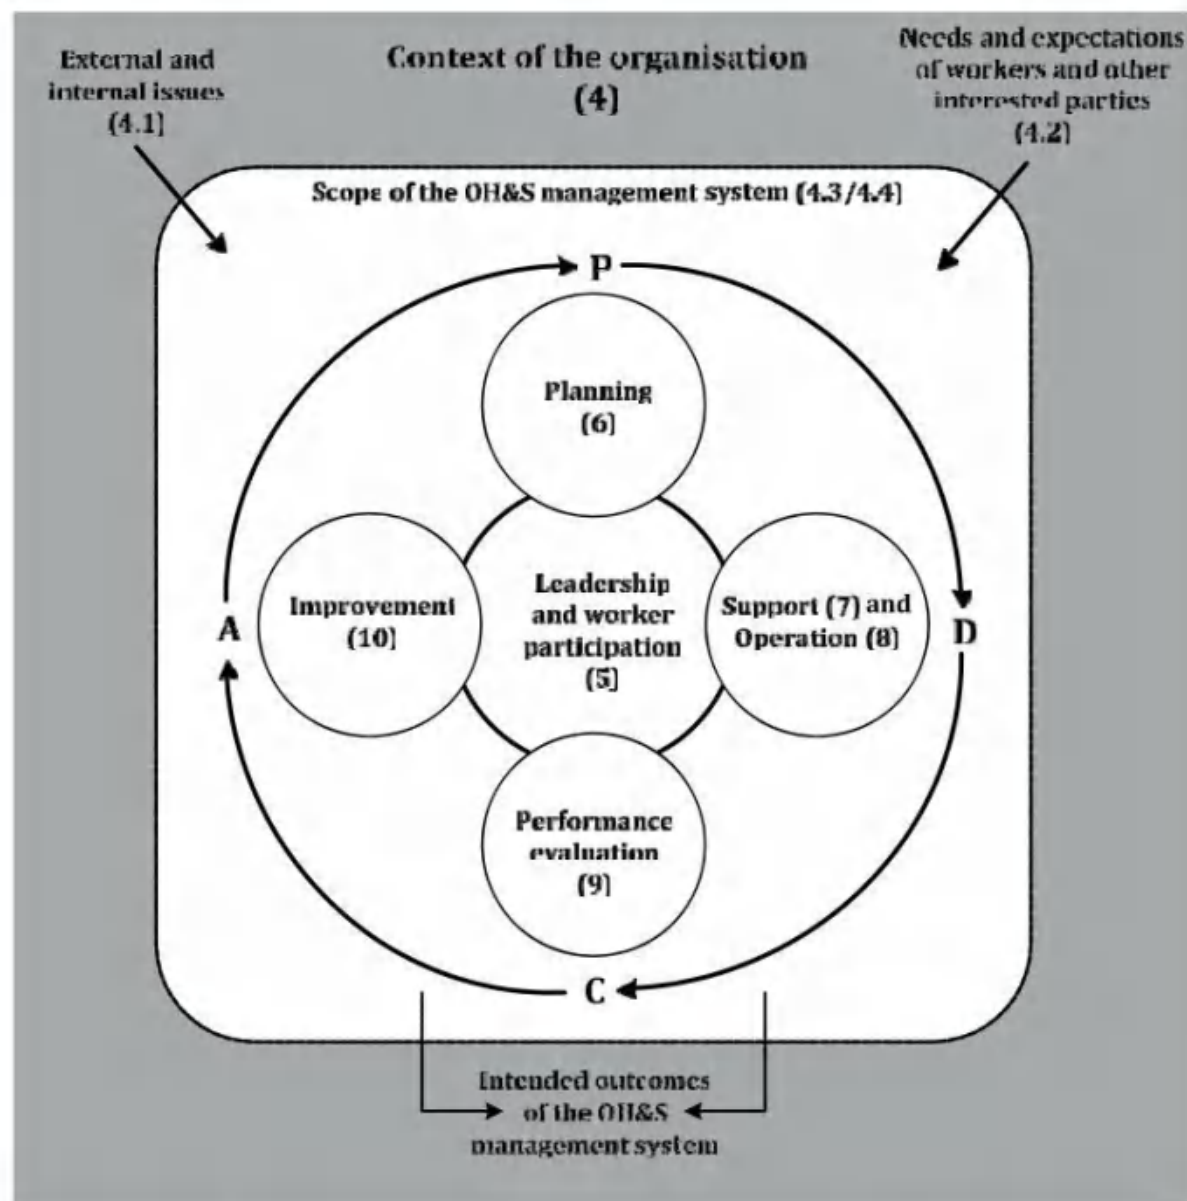 External and
internal issues
(4.1)
Context of the organisation
(4)
Needs and expectations
of workers and other
interested parties
(4.2)
Scope of the OH&S management system (4.3/4.4)
P
Planning
(6)
A
Improvement
(10)
Leadership
and worker
participation
(5)
Support (7) and
Operation (8)
D
Performance
evaluation
(9)
C
Intended outcomes
of the OH&S
management system